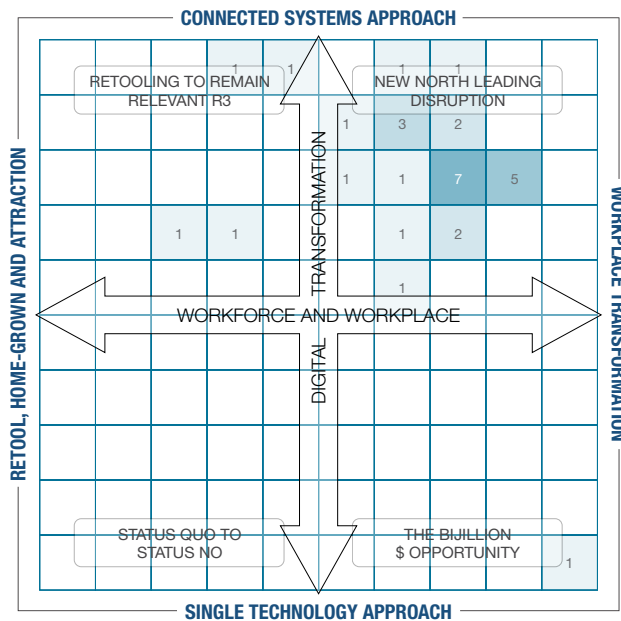 CONNECTED SYSTEMS APPROACH
1 1 1 1
RETOOLING TO REMAIN
RELEVANT R3
NEW NORTH LEADING
DISRUPTION
1 3 2
1 1 7 5
1 1 1 2
1
RETOOL, HOME-GROWN AND ATTRACTION
WORKPLACE TRANSFORMATION
DIGITAL TRANSFORMATION
WORKFORCE AND WORKPLACE
STATUS QUO TO
STATUS NO
THE BIJILLION
$ OPPORTUNITY
1
SINGLE TECHNOLOGY APPROACH